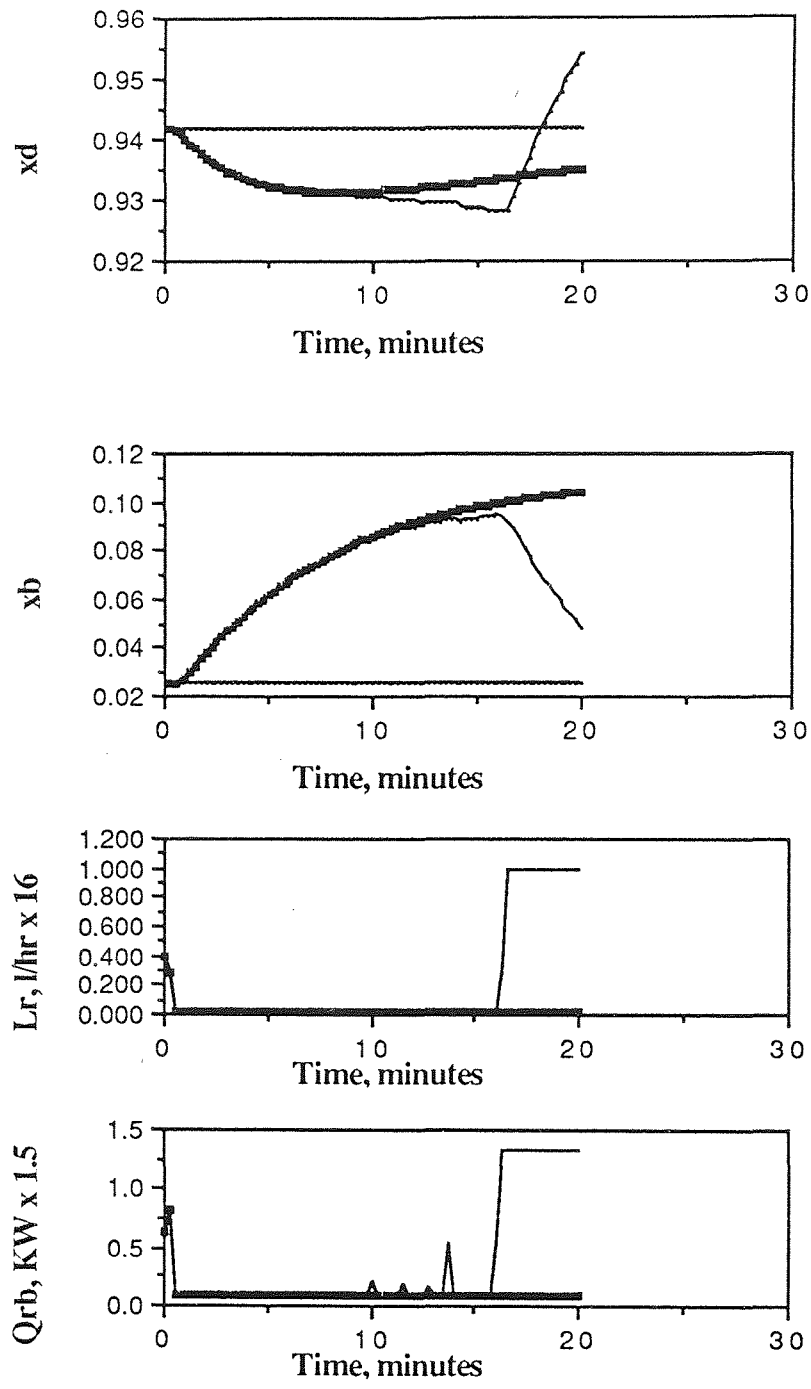 0.96
0.95
0.94
0.93
0.92
xd
0 10 20 30
Time, minutes
0.12
0.10
0.08
0.06
0.04
0.02
xb
0 10 20 30
Time, minutes
1.200
1.000
0.800
0.600
0.400
0.200
0.000
Lr, l/hr x 16
0 10 20 30
Time, minutes
1.5
1.0
0.5
0.0
Qrb, KW x 1.5
0 10 20 30
Time, minutes